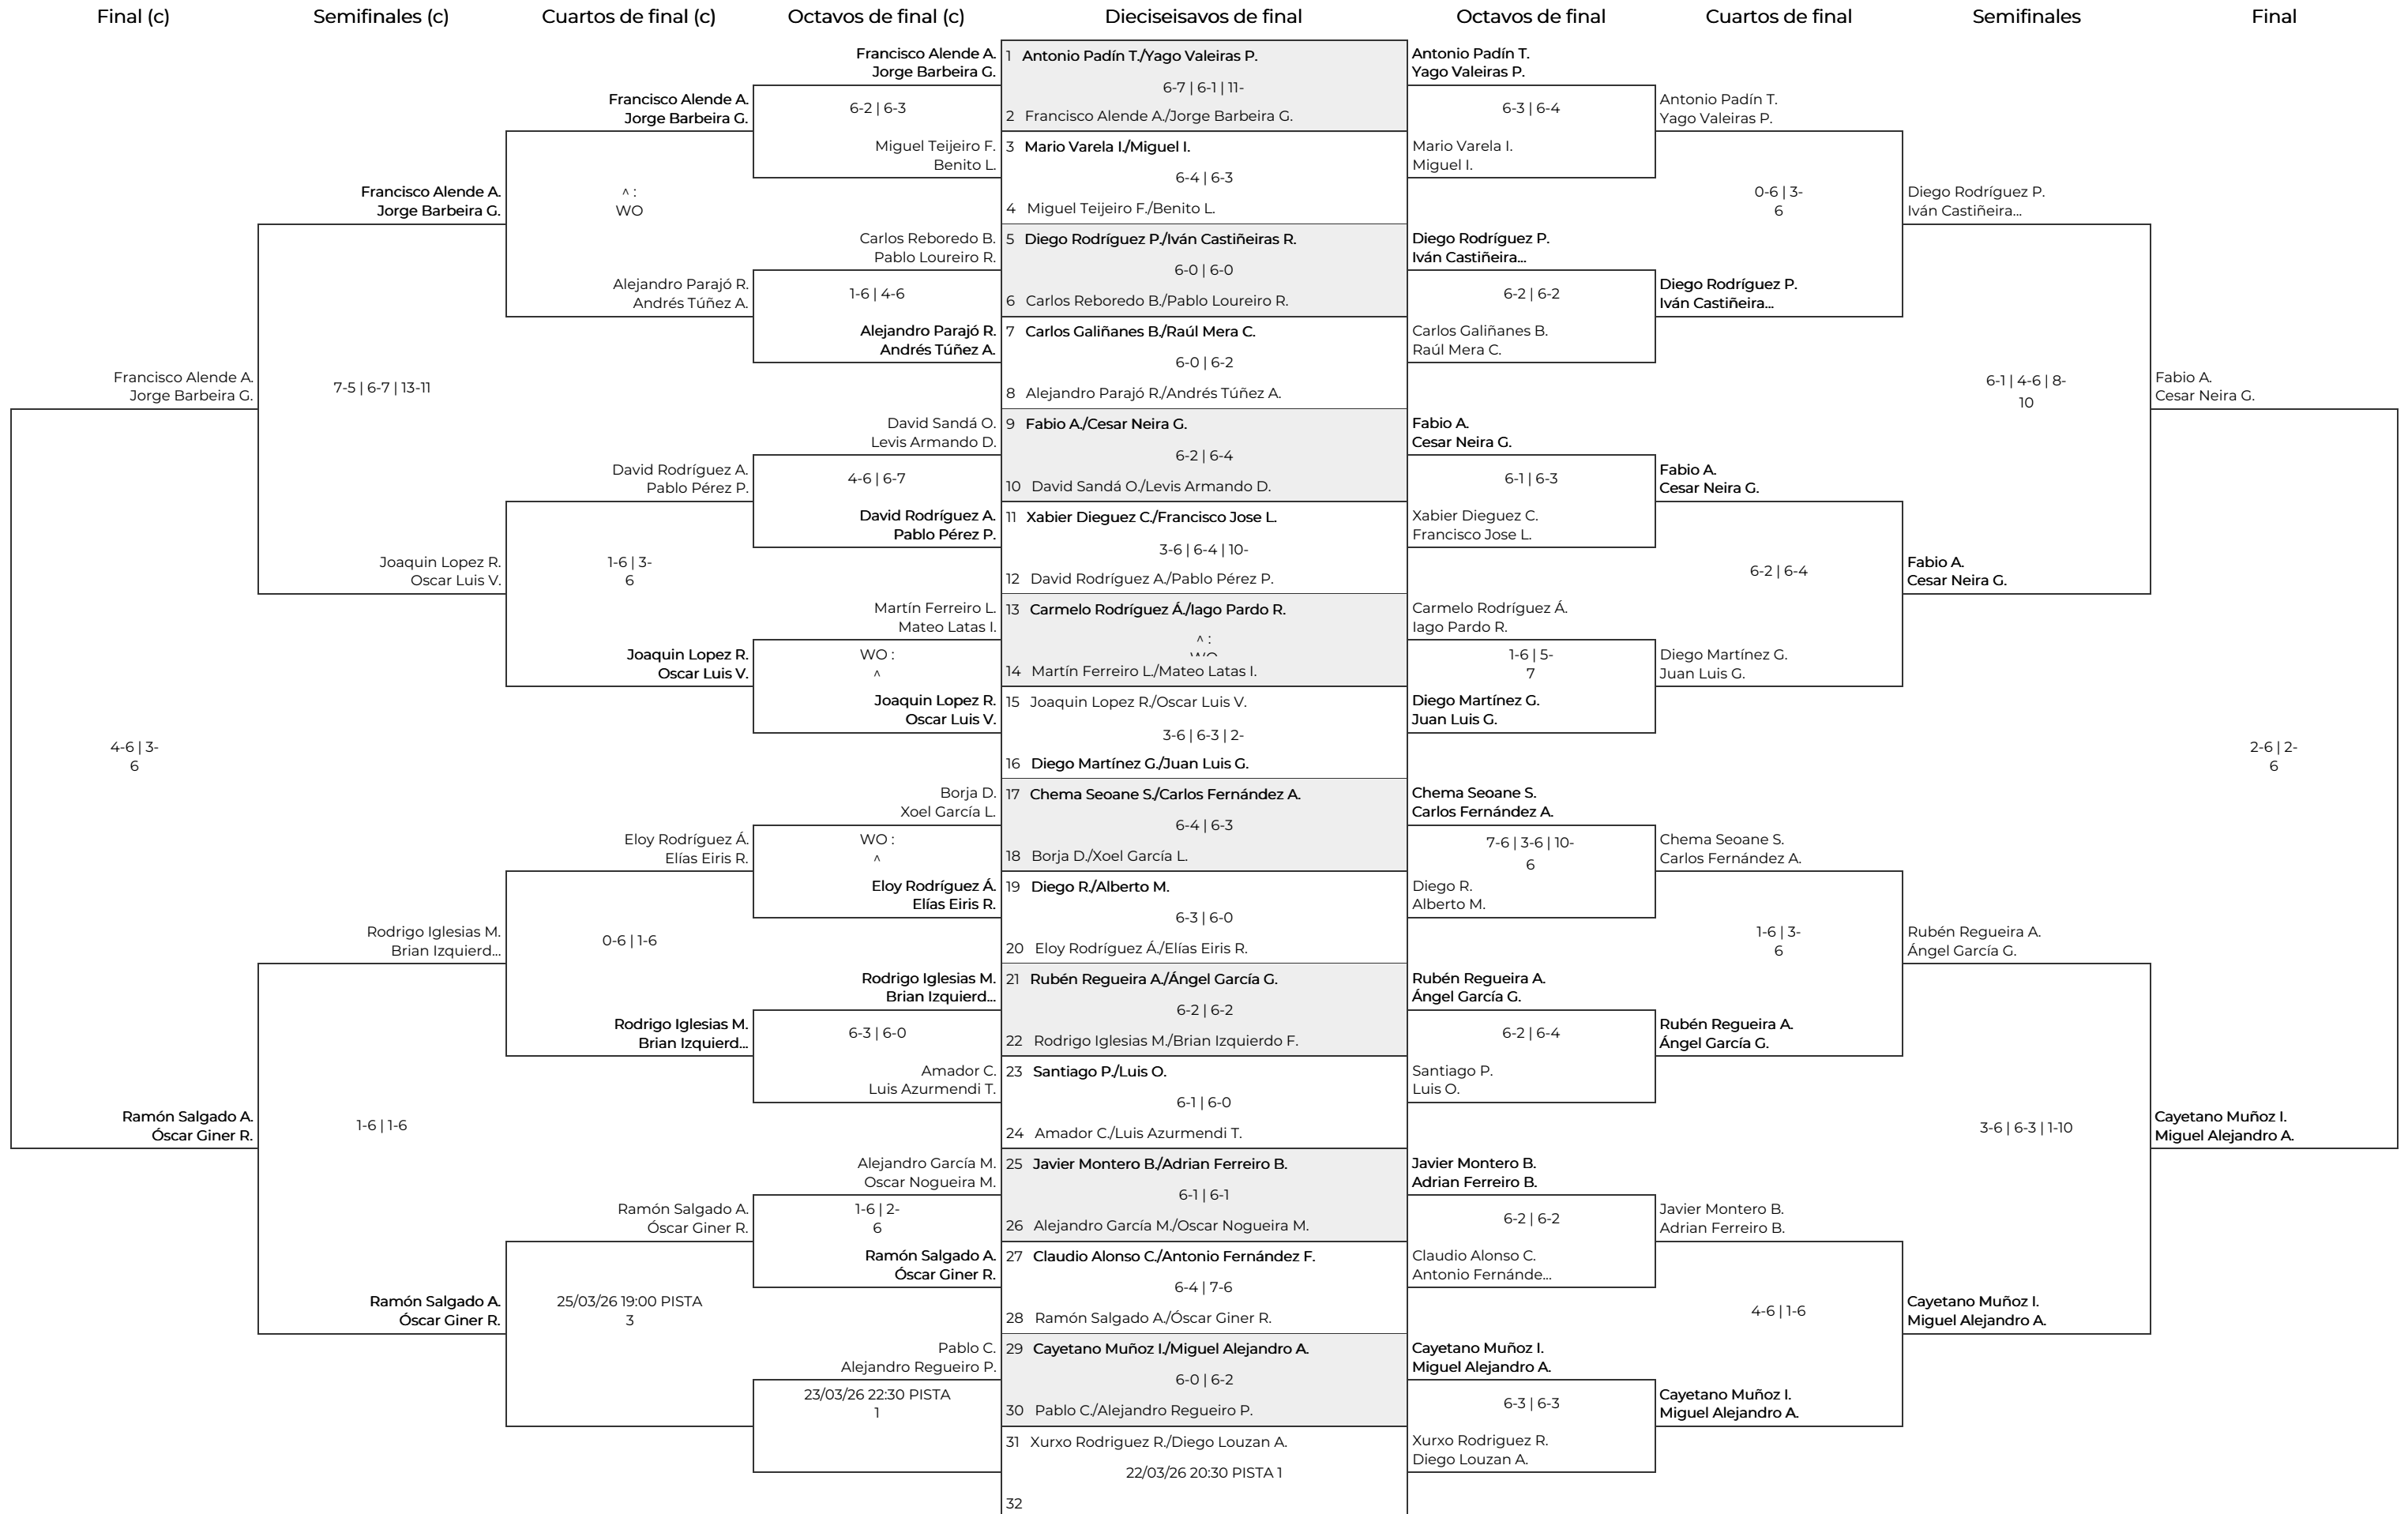 Final (c)
Semifinales (c)
Cuartos de final (c)
Octavos de final (c)
Dieciseisavos de final
Octavos de final
Cuartos de final
Semifinales
Final
Francisco Alende A.
Jorge Barbeira G.
4-6 | 3-
6
Ramón Salgado A.
Óscar Giner R.
Francisco Alende A.
Jorge Barbeira G.
7-5 | 6-7 | 13-11
Joaquin Lopez R.
Oscar Luis V.
Rodrigo Iglesias M.
Brian Izquierd...
1-6 | 1-6
Ramón Salgado A.
Óscar Giner R.
Francisco Alende A.
Jorge Barbeira G.
^ :
WO
Alejandro Parajó R.
Andrés Túñez A.
David Rodríguez A.
Pablo Pérez P.
1-6 | 3-
6
Joaquin Lopez R.
Oscar Luis V.
Eloy Rodríguez Á.
Elías Eiris R.
0-6 | 1-6
Rodrigo Iglesias M.
Brian Izquierd...
Ramón Salgado A.
Óscar Giner R.
25/03/26 19:00 PISTA
3
Francisco Alende A.
Jorge Barbeira G.
6-2 | 6-3
Miguel Teijeiro F.
Benito L.
Carlos Reboredo B.
Pablo Loureiro R.
1-6 | 4-6
Alejandro Parajó R.
Andrés Túñez A.
David Sandá O.
Levis Armando D.
4-6 | 6-7
David Rodríguez A.
Pablo Pérez P.
Martín Ferreiro L.
Mateo Latas I.
WO :
^
Joaquin Lopez R.
Oscar Luis V.
Borja D.
Xoel García L.
WO :
^
Eloy Rodríguez Á.
Elías Eiris R.
Rodrigo Iglesias M.
Brian Izquierd...
6-3 | 6-0
Amador C.
Luis Azurmendi T.
Alejandro García M.
Oscar Nogueira M.
1-6 | 2-
6
Ramón Salgado A.
Óscar Giner R.
Pablo C.
Alejandro Regueiro P.
23/03/26 22:30 PISTA
1
1 Antonio Padín T./Yago Valeiras P.
6-7 | 6-1 | 11-
2 Francisco Alende A./Jorge Barbeira G.
3 Mario Varela I./Miguel I.
6-4 | 6-3
4 Miguel Teijeiro F./Benito L.
5 Diego Rodríguez P./Iván Castiñeiras R.
6-0 | 6-0
6 Carlos Reboredo B./Pablo Loureiro R.
7 Carlos Galiñanes B./Raúl Mera C.
6-0 | 6-2
8 Alejandro Parajó R./Andrés Túñez A.
9 Fabio A./Cesar Neira G.
6-2 | 6-4
10 David Sandá O./Levis Armando D.
11 Xabier Dieguez C./Francisco Jose L.
3-6 | 6-4 | 10-
12 David Rodríguez A./Pablo Pérez P.
13 Carmelo Rodríguez Á./Iago Pardo R.
^ :
14 Martín Ferreiro L./Mateo Latas I.
15 Joaquin Lopez R./Oscar Luis V.
3-6 | 6-3 | 2-
16 Diego Martínez G./Juan Luis G.
17 Chema Seoane S./Carlos Fernández A.
6-4 | 6-3
18 Borja D./Xoel García L.
19 Diego R./Alberto M.
6-3 | 6-0
20 Eloy Rodríguez Á./Elías Eiris R.
21 Rubén Regueira A./Ángel García G.
6-2 | 6-2
22 Rodrigo Iglesias M./Brian Izquierdo F.
23 Santiago P./Luis O.
6-1 | 6-0
24 Amador C./Luis Azurmendi T.
25 Javier Montero B./Adrian Ferreiro B.
6-1 | 6-1
26 Alejandro García M./Oscar Nogueira M.
27 Claudio Alonso C./Antonio Fernández F.
6-4 | 7-6
28 Ramón Salgado A./Óscar Giner R.
29 Cayetano Muñoz I./Miguel Alejandro A.
6-0 | 6-2
30 Pablo C./Alejandro Regueiro P.
31 Xurxo Rodriguez R./Diego Louzan A.
22/03/26 20:30 PISTA 1
32
Antonio Padín T.
Yago Valeiras P.
6-3 | 6-4
Mario Varela I.
Miguel I.
Diego Rodríguez P.
Iván Castiñeira...
6-2 | 6-2
Carlos Galiñanes B.
Raúl Mera C.
Fabio A.
Cesar Neira G.
6-1 | 6-3
Xabier Dieguez C.
Francisco Jose L.
Carmelo Rodríguez Á.
Iago Pardo R.
1-6 | 5-
7
Diego Martínez G.
Juan Luis G.
Chema Seoane S.
Carlos Fernández A.
7-6 | 3-6 | 10-
6
Diego R.
Alberto M.
Rubén Regueira A.
Ángel García G.
6-2 | 6-4
Santiago P.
Luis O.
Javier Montero B.
Adrian Ferreiro B.
6-2 | 6-2
Claudio Alonso C.
Antonio Fernánde...
Cayetano Muñoz I.
Miguel Alejandro A.
6-3 | 6-3
Xurxo Rodriguez R.
Diego Louzan A.
Antonio Padín T.
Yago Valeiras P.
0-6 | 3-
6
Diego Rodríguez P.
Iván Castiñeira...
Fabio A.
Cesar Neira G.
6-2 | 6-4
Diego Martínez G.
Juan Luis G.
Chema Seoane S.
Carlos Fernández A.
1-6 | 3-
6
Rubén Regueira A.
Ángel García G.
Javier Montero B.
Adrian Ferreiro B.
4-6 | 1-6
Cayetano Muñoz I.
Miguel Alejandro A.
Diego Rodríguez P.
Iván Castiñeira...
6-1 | 4-6 | 8-
10
Fabio A.
Cesar Neira G.
Rubén Regueira A.
Ángel García G.
3-6 | 6-3 | 1-10
Cayetano Muñoz I.
Miguel Alejandro A.
Fabio A.
Cesar Neira G.
2-6 | 2-
6
Cayetano Muñoz I.
Miguel Alejandro A.